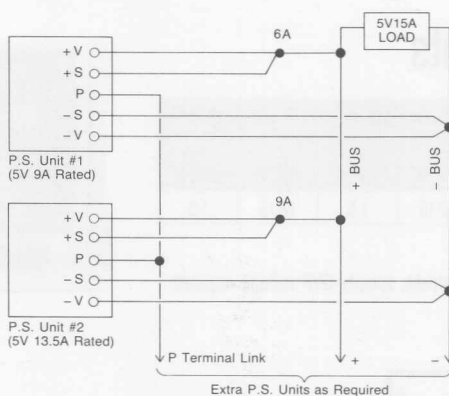 5V15A
LOAD
6A
+V
+S
P
−S
−V
P.S. Unit #1
(5V 9A Rated)
+ BUS
− BUS
9A
+V
+S
P
−S
−V
P.S. Unit #2
(5V 13.5A Rated)
P Terminal Link
+
−
Extra P.S. Units as Required